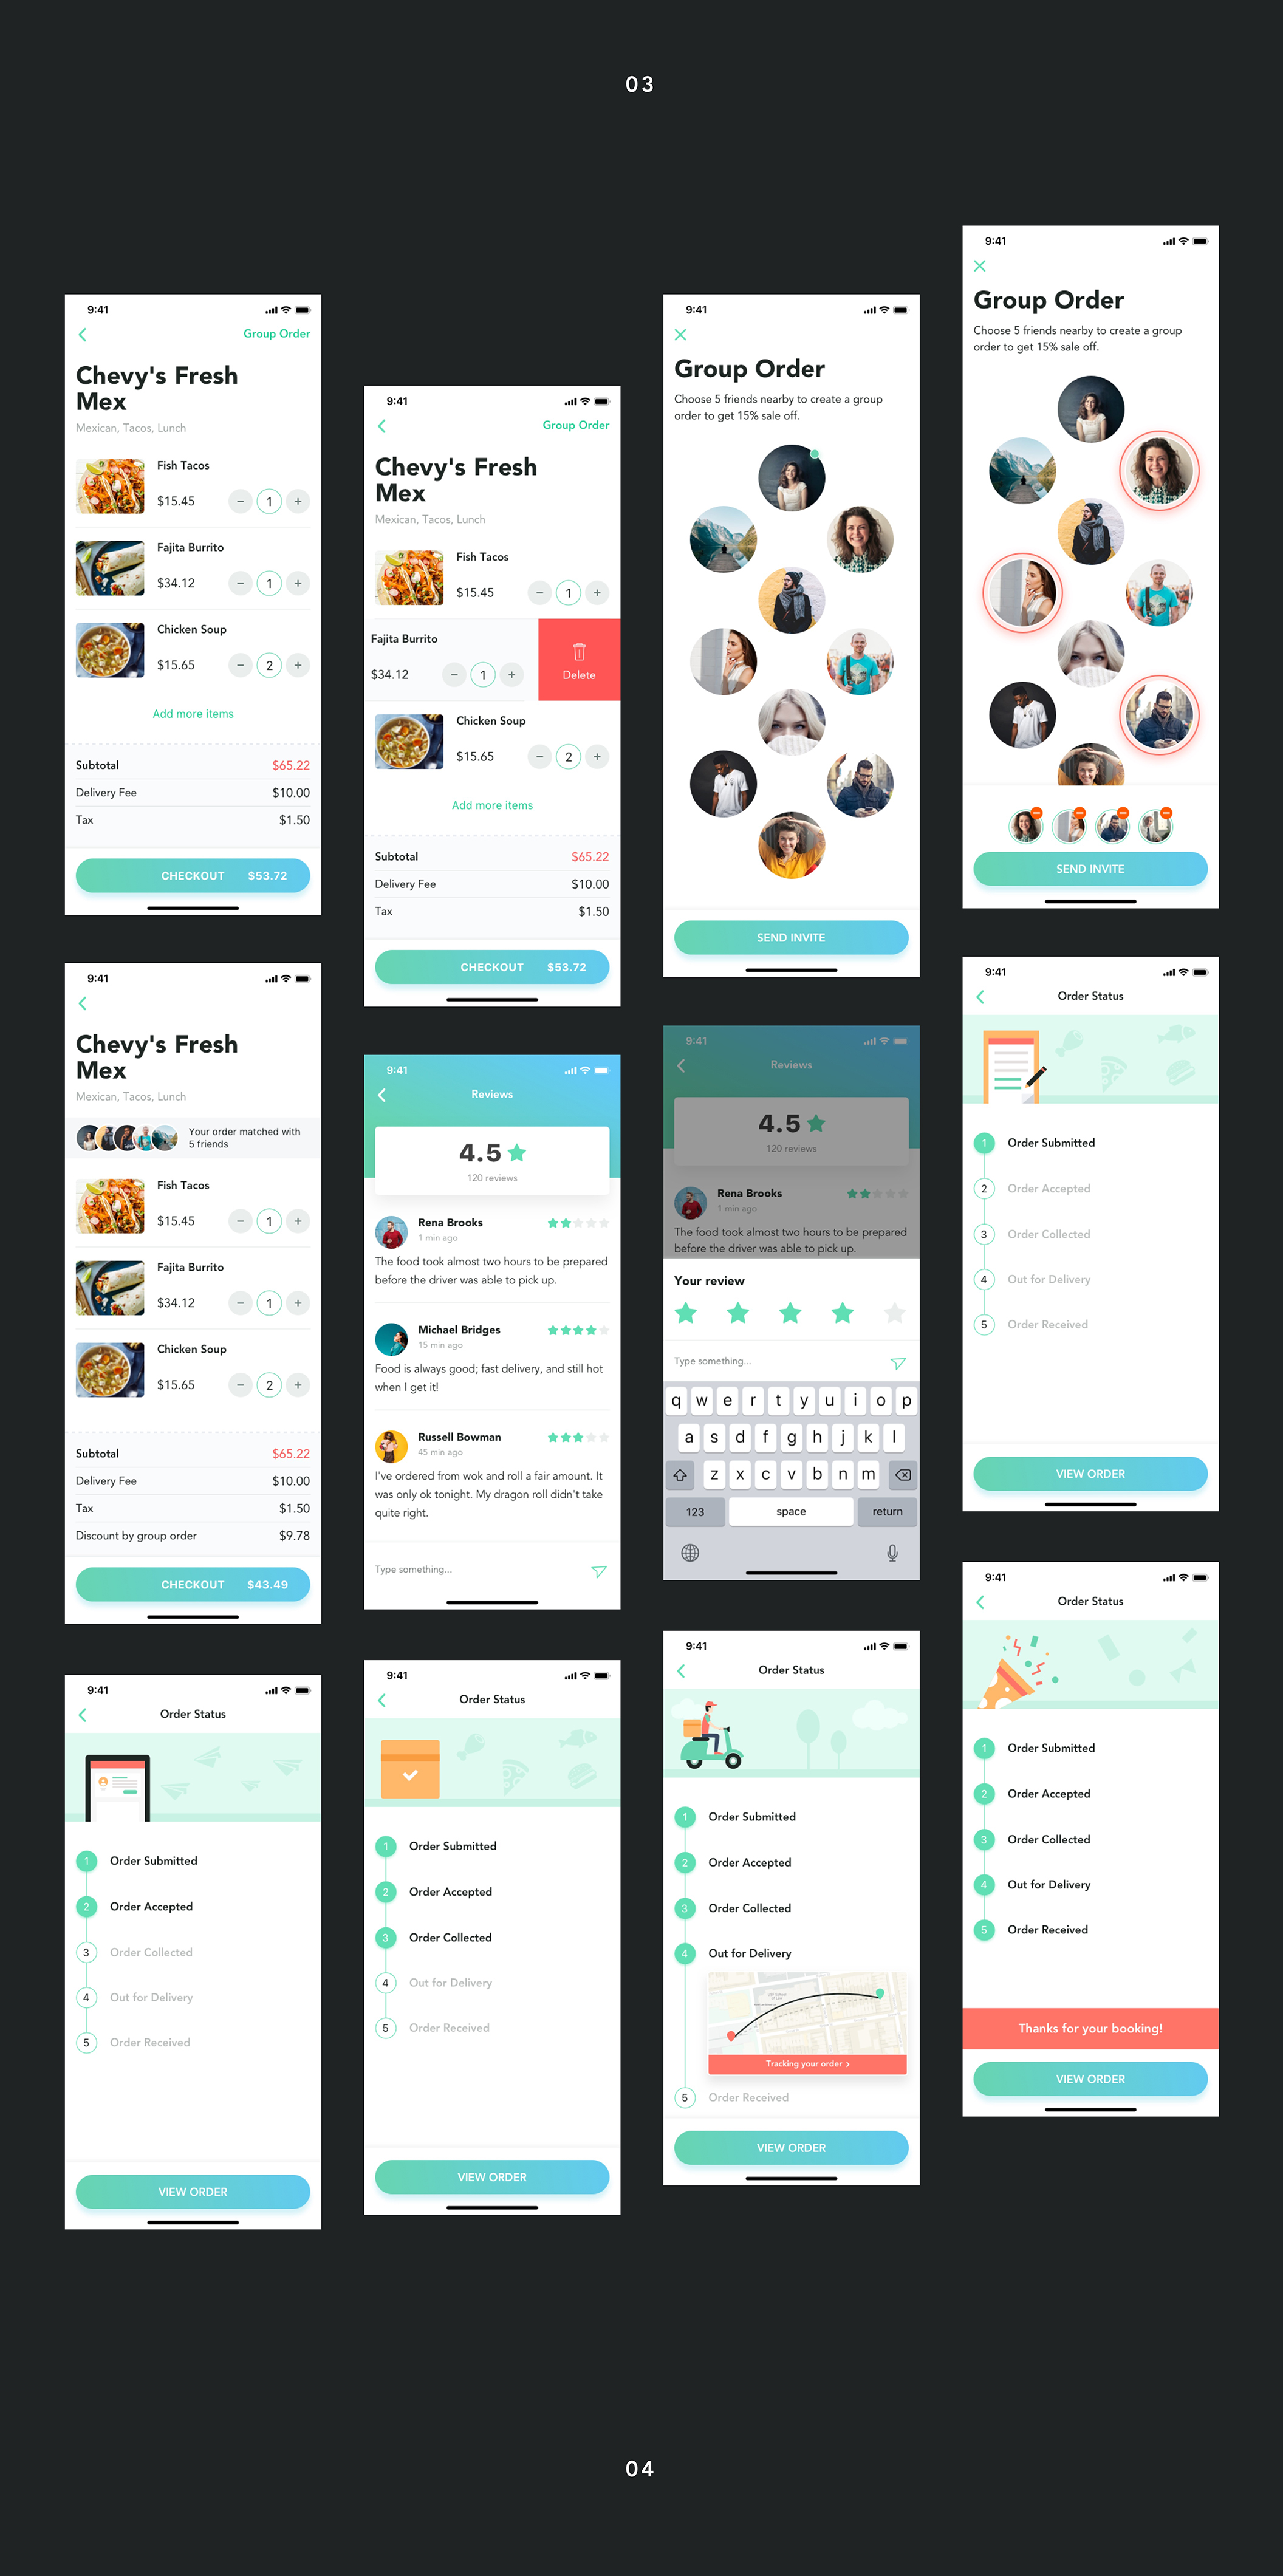 03
9:41
Group Order
Chevy's Fresh
Mex
Mexican, Tacos, Lunch
Fish Tacos
$15.45 − 1 +
Fajita Burrito
$34.12 − 1 +
Chicken Soup
$15.65 − 2 +
Add more items
Subtotal $65.22
Delivery Fee $10.00
Tax $1.50
CHECKOUT $53.72
9:41
Group Order
Chevy's Fresh
Mex
Mexican, Tacos, Lunch
Fish Tacos
$15.45 − 1 +
Fajita Burrito
$34.12 − 1 +
Delete
Chicken Soup
$15.65 − 2 +
Add more items
Subtotal $65.22
Delivery Fee $10.00
Tax $1.50
CHECKOUT $53.72
9:41
Group Order
Choose 5 friends nearby to create a group
order to get 15% sale off.
SEND INVITE
9:41
Group Order
Choose 5 friends nearby to create a group
order to get 15% sale off.
SEND INVITE
9:41
Chevy's Fresh
Mex
Mexican, Tacos, Lunch
Your order matched with
5 friends
Fish Tacos
$15.45 − 1 +
Fajita Burrito
$34.12 − 1 +
Chicken Soup
$15.65 − 2 +
Subtotal $65.22
Delivery Fee $10.00
Tax $1.50
Discount by group order $9.78
CHECKOUT $43.49
9:41
Reviews
4.5
120 reviews
Rena Brooks
1 min ago
The food took almost two hours to be prepared
before the driver was able to pick up.
Michael Bridges
15 min ago
Food is always good; fast delivery, and still hot
when I get it!
Russell Bowman
45 min ago
I've ordered from wok and roll a fair amount. It
was only ok tonight. My dragon roll didn't take
quite right.
Type something...
9:41
Reviews
4.5
120 reviews
Rena Brooks
1 min ago
The food took almost two hours to be prepared
before the driver was able to pick up.
Your review
Type something...
q w e r t y u i o p
a s d f g h j k l
z x c v b n m
123 space return
9:41
Order Status
1 Order Submitted
2 Order Accepted
3 Order Collected
4 Out for Delivery
5 Order Received
VIEW ORDER
9:41
Order Status
1 Order Submitted
2 Order Accepted
3 Order Collected
4 Out for Delivery
5 Order Received
VIEW ORDER
9:41
Order Status
1 Order Submitted
2 Order Accepted
3 Order Collected
4 Out for Delivery
5 Order Received
VIEW ORDER
9:41
Order Status
1 Order Submitted
2 Order Accepted
3 Order Collected
4 Out for Delivery
Tracking your order >
5 Order Received
VIEW ORDER
9:41
Order Status
1 Order Submitted
2 Order Accepted
3 Order Collected
4 Out for Delivery
5 Order Received
Thanks for your booking!
VIEW ORDER
04